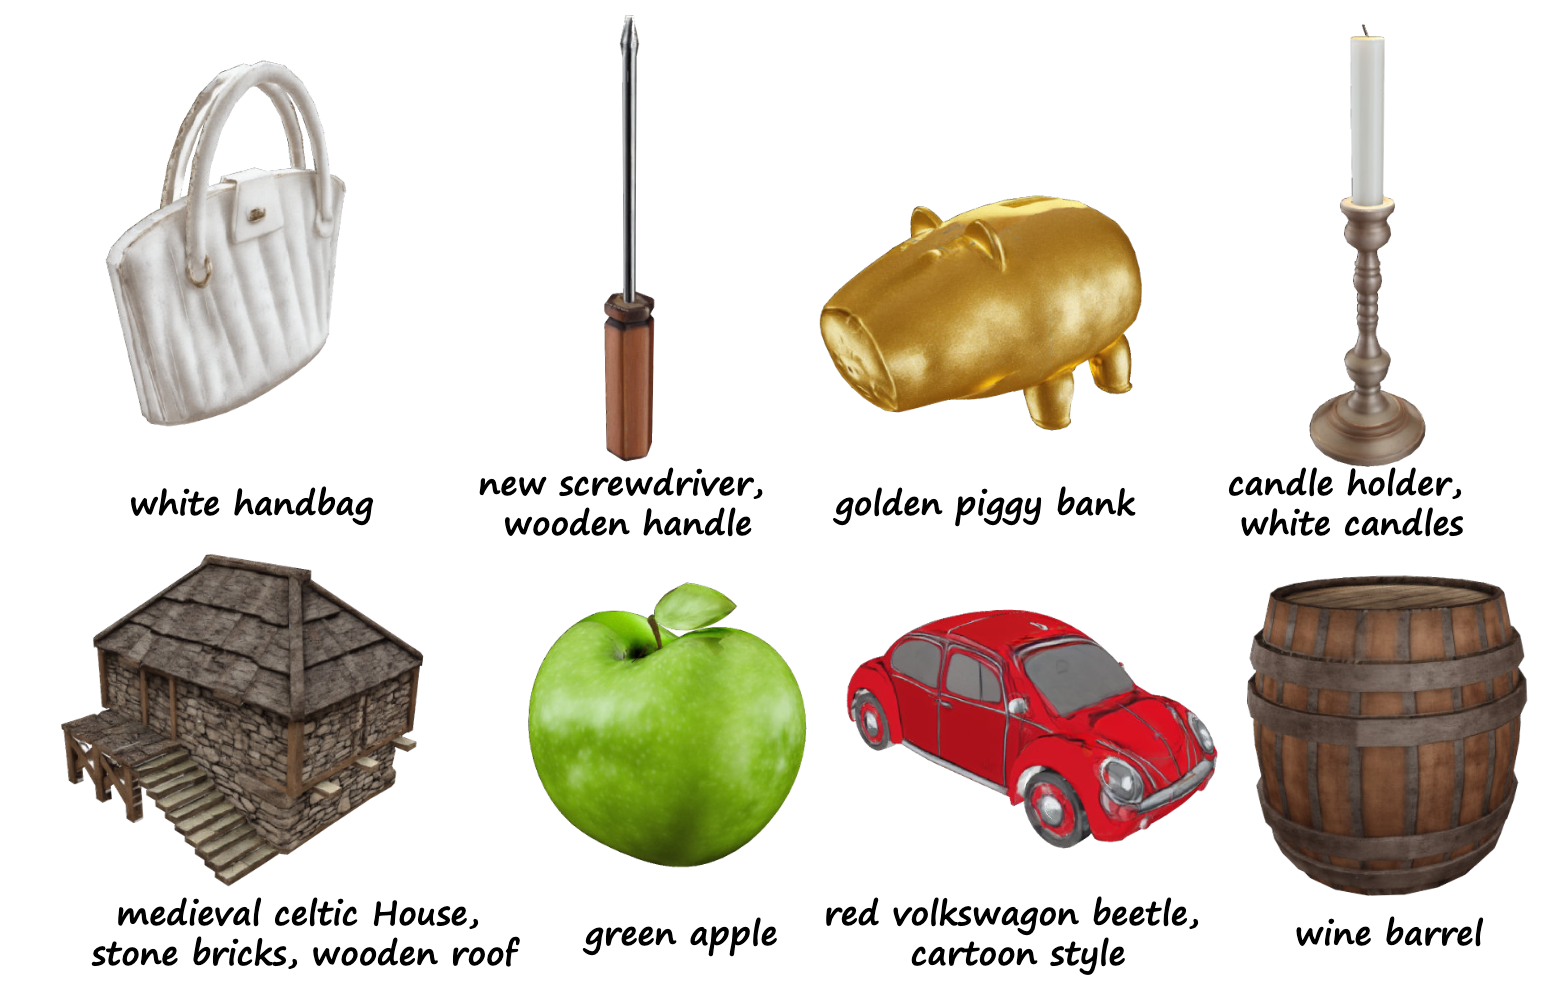 white handbag
new screwdriver,
wooden handle
golden piggy bank
candle holder,
white candles
medieval celtic House,
stone bricks, wooden roof
green apple
red volkswagon beetle,
cartoon style
wine barrel